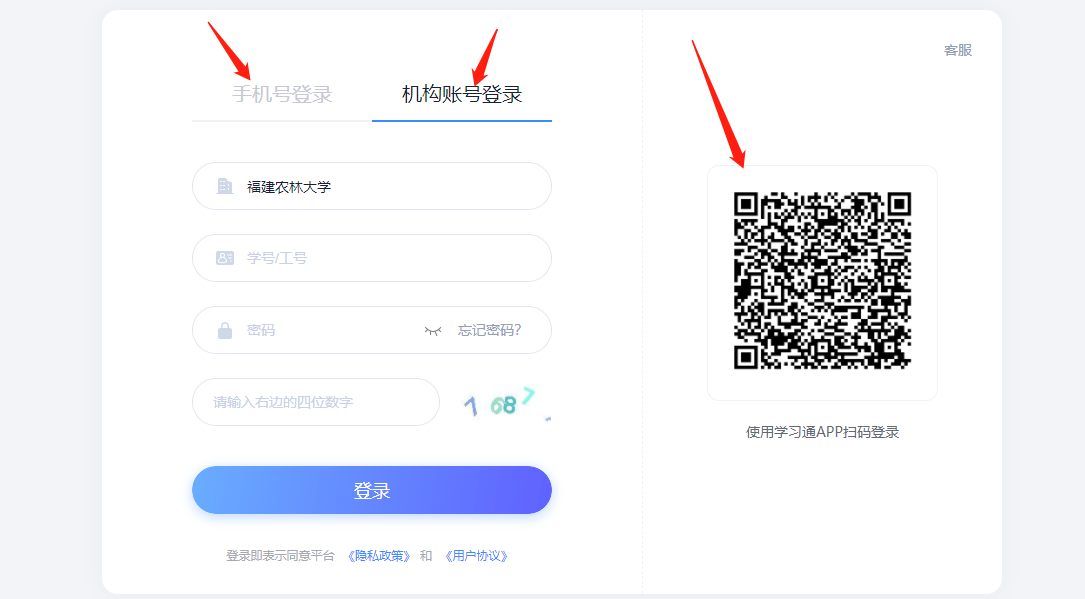 客服
手机号登录
机构账号登录
福建农林大学
学号/工号
密码
忘记密码?
请输入右边的四位数字
7 6 8 7
登录
登录即表示同意平台 《隐私政策》 和 《用户协议》
使用学习通APP扫码登录